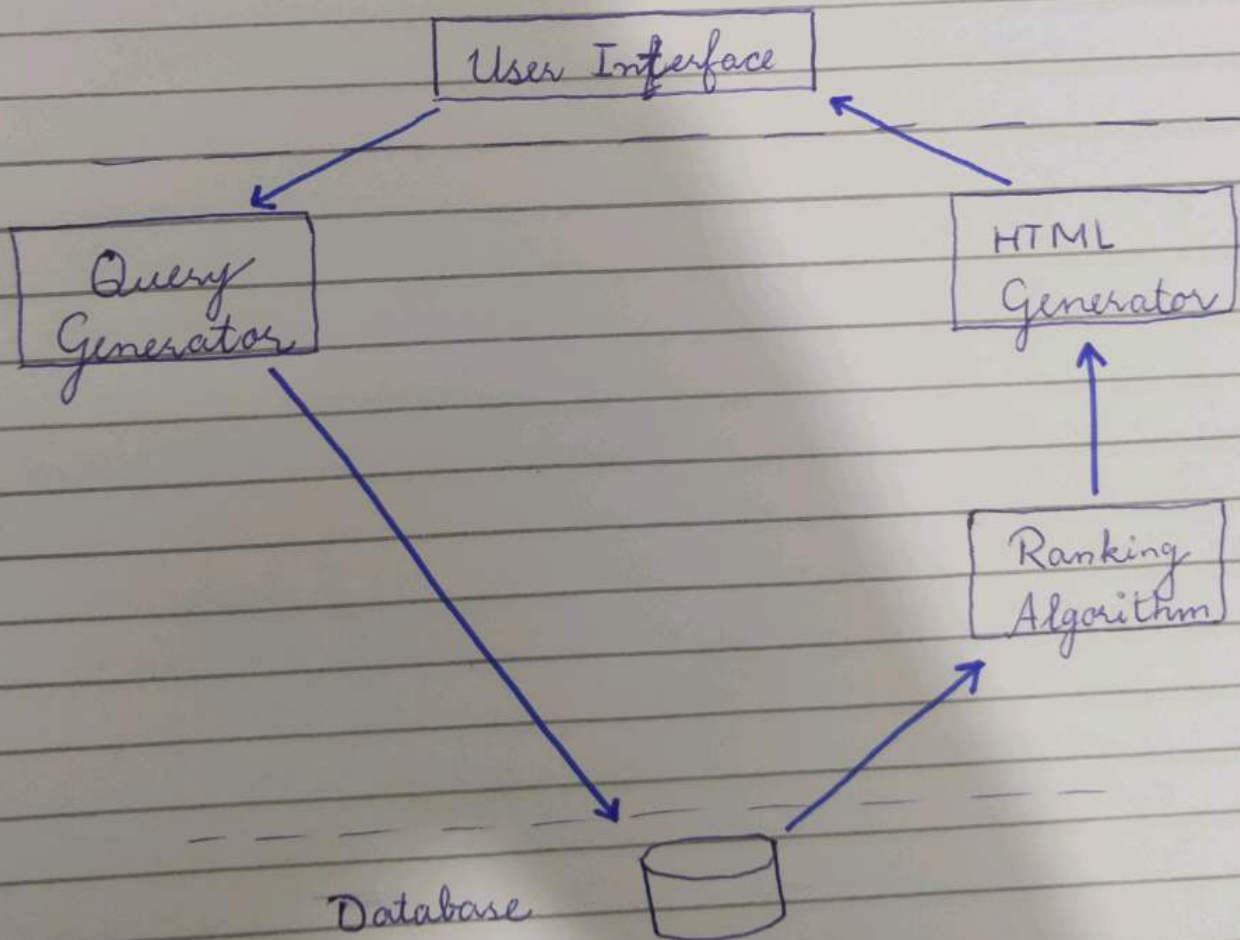 User Interface
Query
Generator
HTML
Generator
Ranking
Algorithm
Database